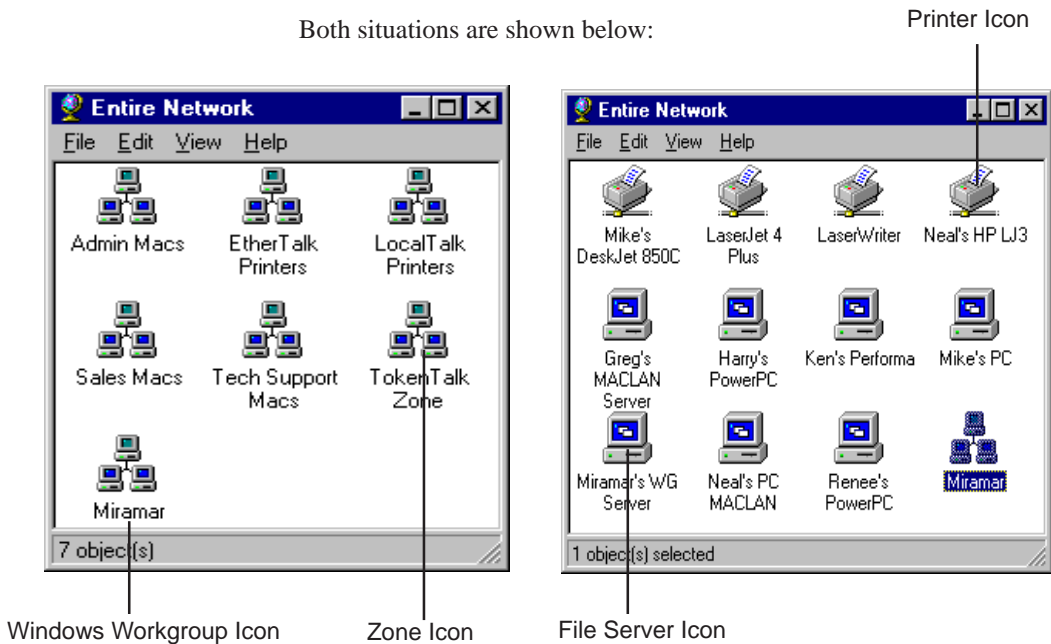 Both situations are shown below:
Printer Icon
Entire Network
File Edit View Help
Admin Macs
EtherTalk
Printers
LocalTalk
Printers
Sales Macs
Tech Support
Macs
TokenTalk
Zone
Miramar
7 object(s)
Entire Network
File Edit View Help
Mike's
DeskJet 850C
LaserJet 4
Plus
LaserWriter
Neal's HP LJ3
Greg's
MACLAN
Server
Harry's
PowerPC
Ken's Performa
Mike's PC
Miramar's WG
Server
Neal's PC
MACLAN
Renee's
PowerPC
Miramar
1 object(s) selected
Windows Workgroup Icon
Zone Icon
File Server Icon